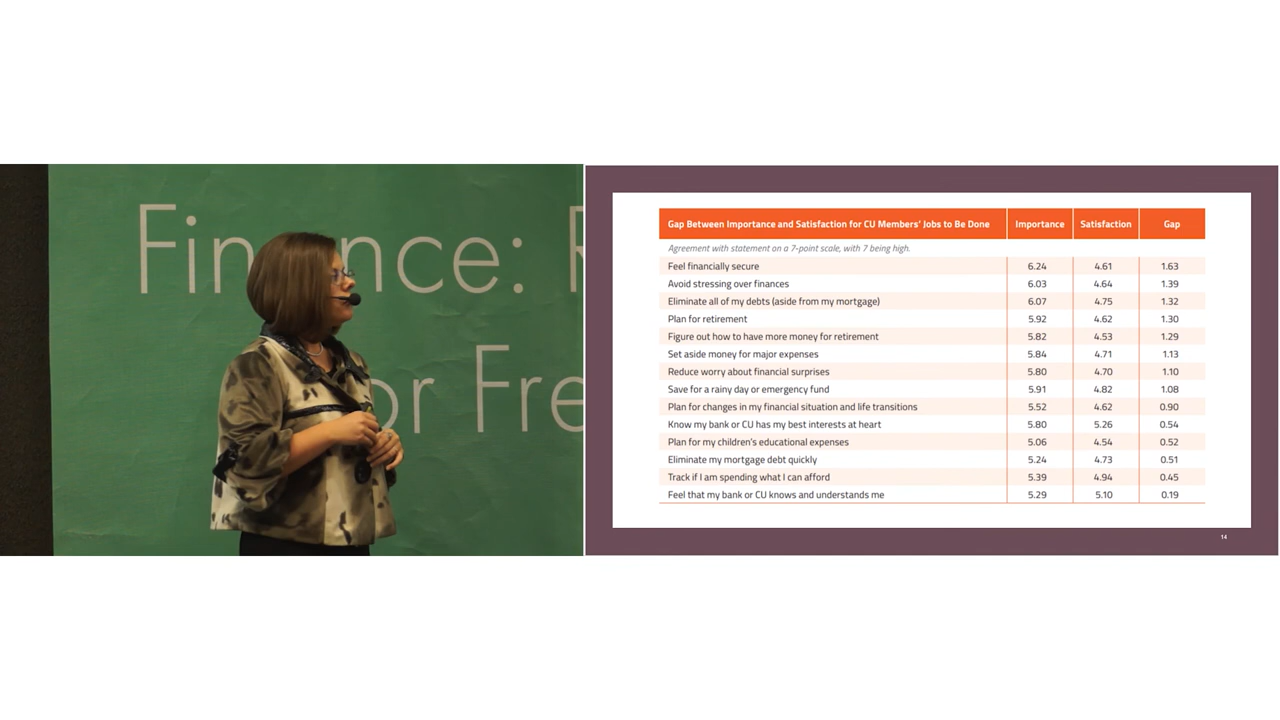 Finance: R
or Fre
Gap Between Importance and Satisfaction for CU Members' Jobs to Be Done Importance Satisfaction Gap
Agreement with statement on a 7-point scale, with 7 being high.
Feel financially secure 6.24 4.61 1.63
Avoid stressing over finances 6.03 4.64 1.39
Eliminate all of my debts (aside from my mortgage) 6.07 4.75 1.32
Plan for retirement 5.92 4.62 1.30
Figure out how to have more money for retirement 5.82 4.53 1.29
Set aside money for major expenses 5.84 4.71 1.13
Reduce worry about financial surprises 5.80 4.70 1.10
Save for a rainy day or emergency fund 5.91 4.82 1.08
Plan for changes in my financial situation and life transitions 5.52 4.62 0.90
Know my bank or CU has my best interests at heart 5.80 5.26 0.54
Plan for my children's educational expenses 5.06 4.54 0.52
Eliminate my mortgage debt quickly 5.24 4.73 0.51
Track if I am spending what I can afford 5.39 4.94 0.45
Feel that my bank or CU knows and understands me 5.29 5.10 0.19
14